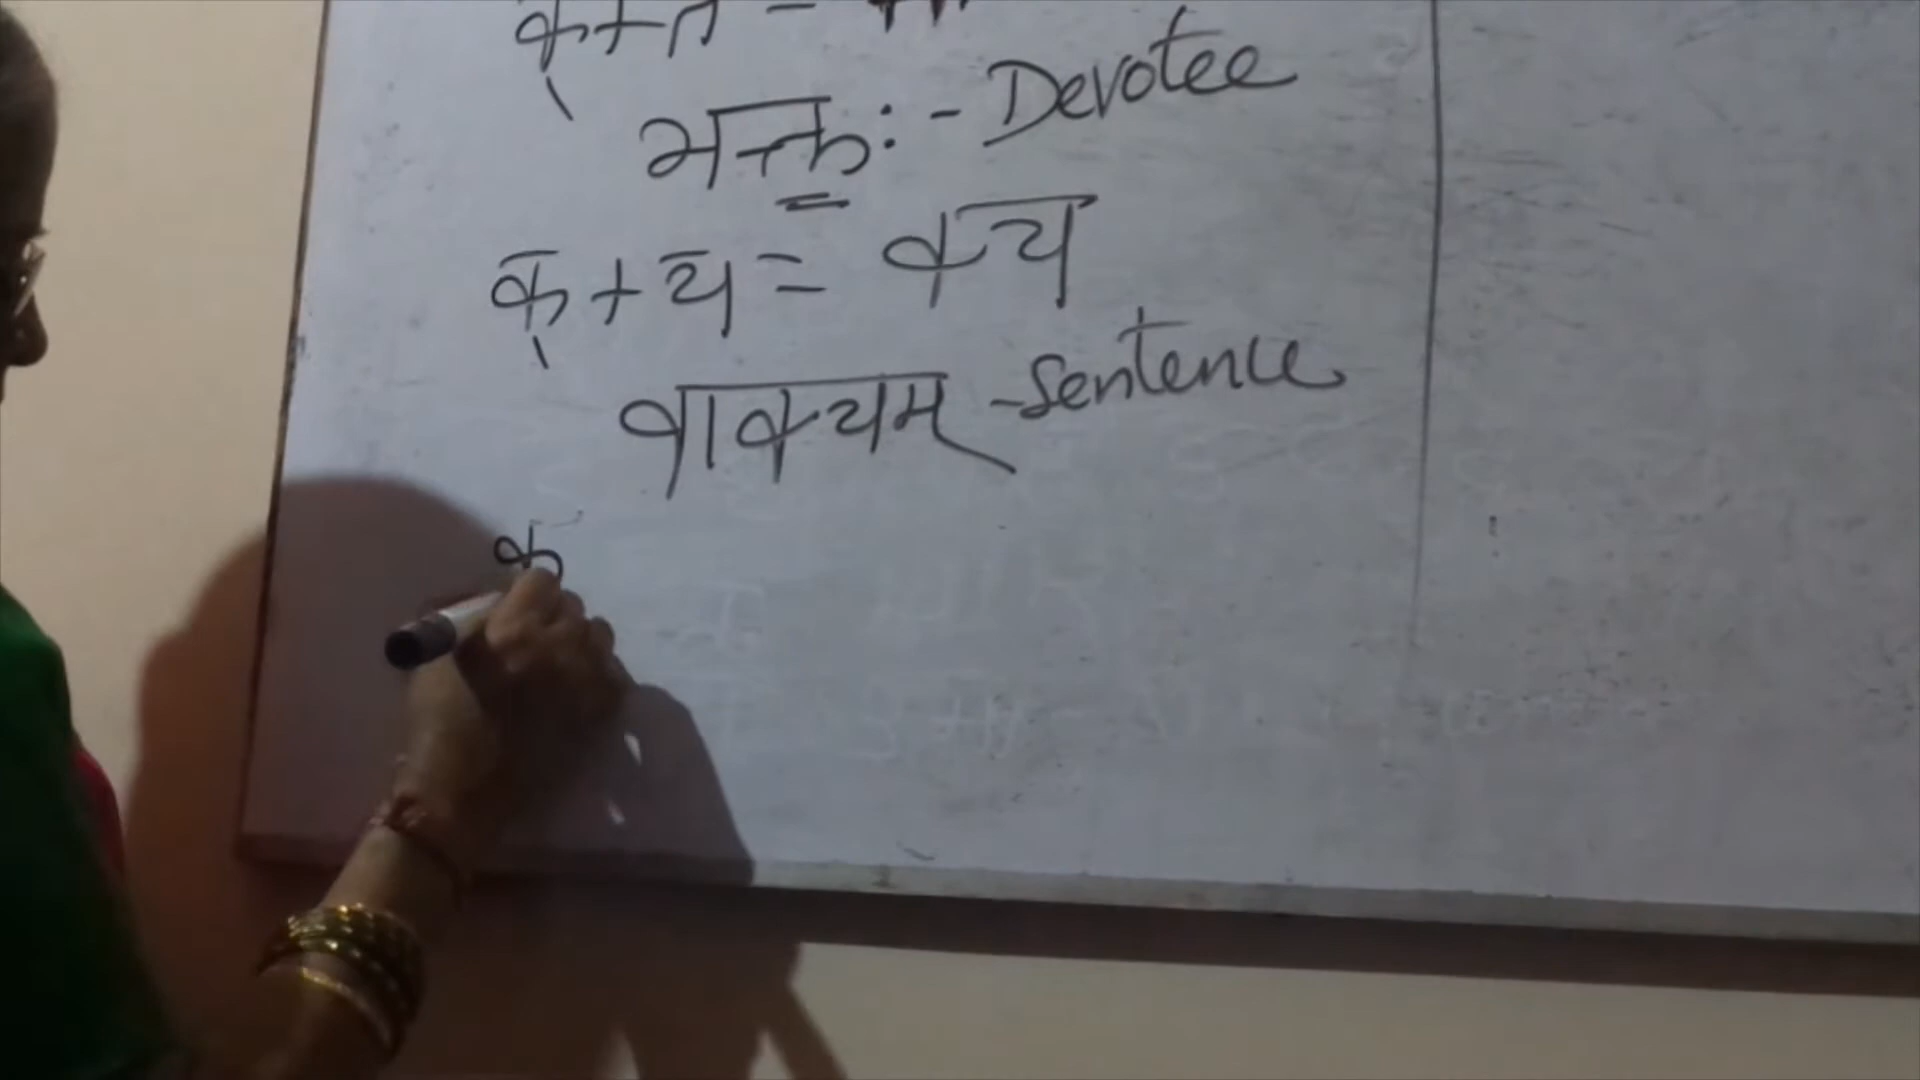 क् + त =
भक्तः - Devotee
क् + य = क्य
वाक्यम् - Sentence
क